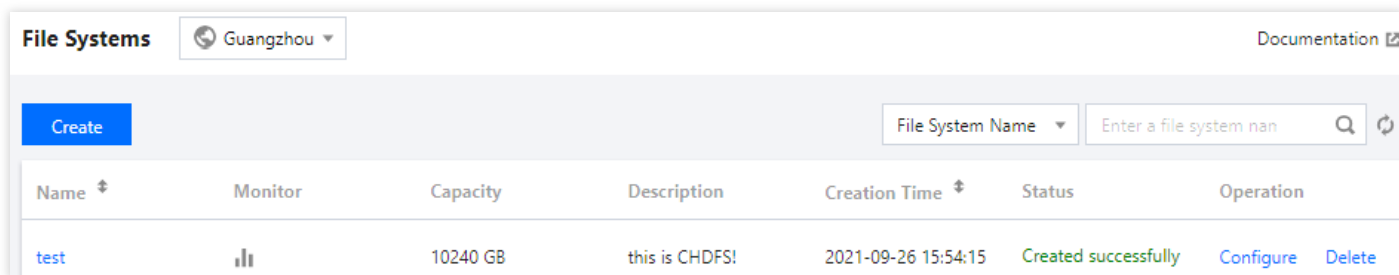 File Systems Guangzhou Documentation
Create File System Name Enter a file system nan
Name Monitor Capacity Description Creation Time Status Operation
test 10240 GB this is CHDFS! 2021-09-26 15:54:15 Created successfully Configure Delete